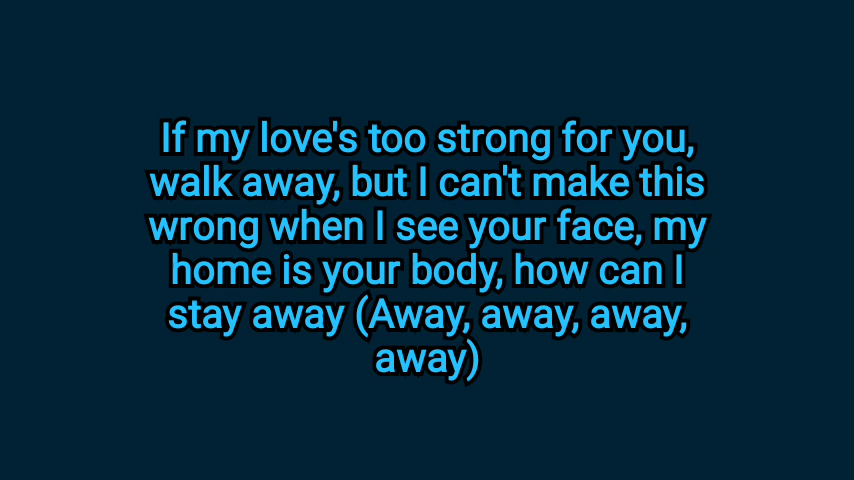 If my love's too strong for you,
walk away, but I can't make this
wrong when I see your face, my
home is your body, how can I
stay away (Away, away, away,
away)